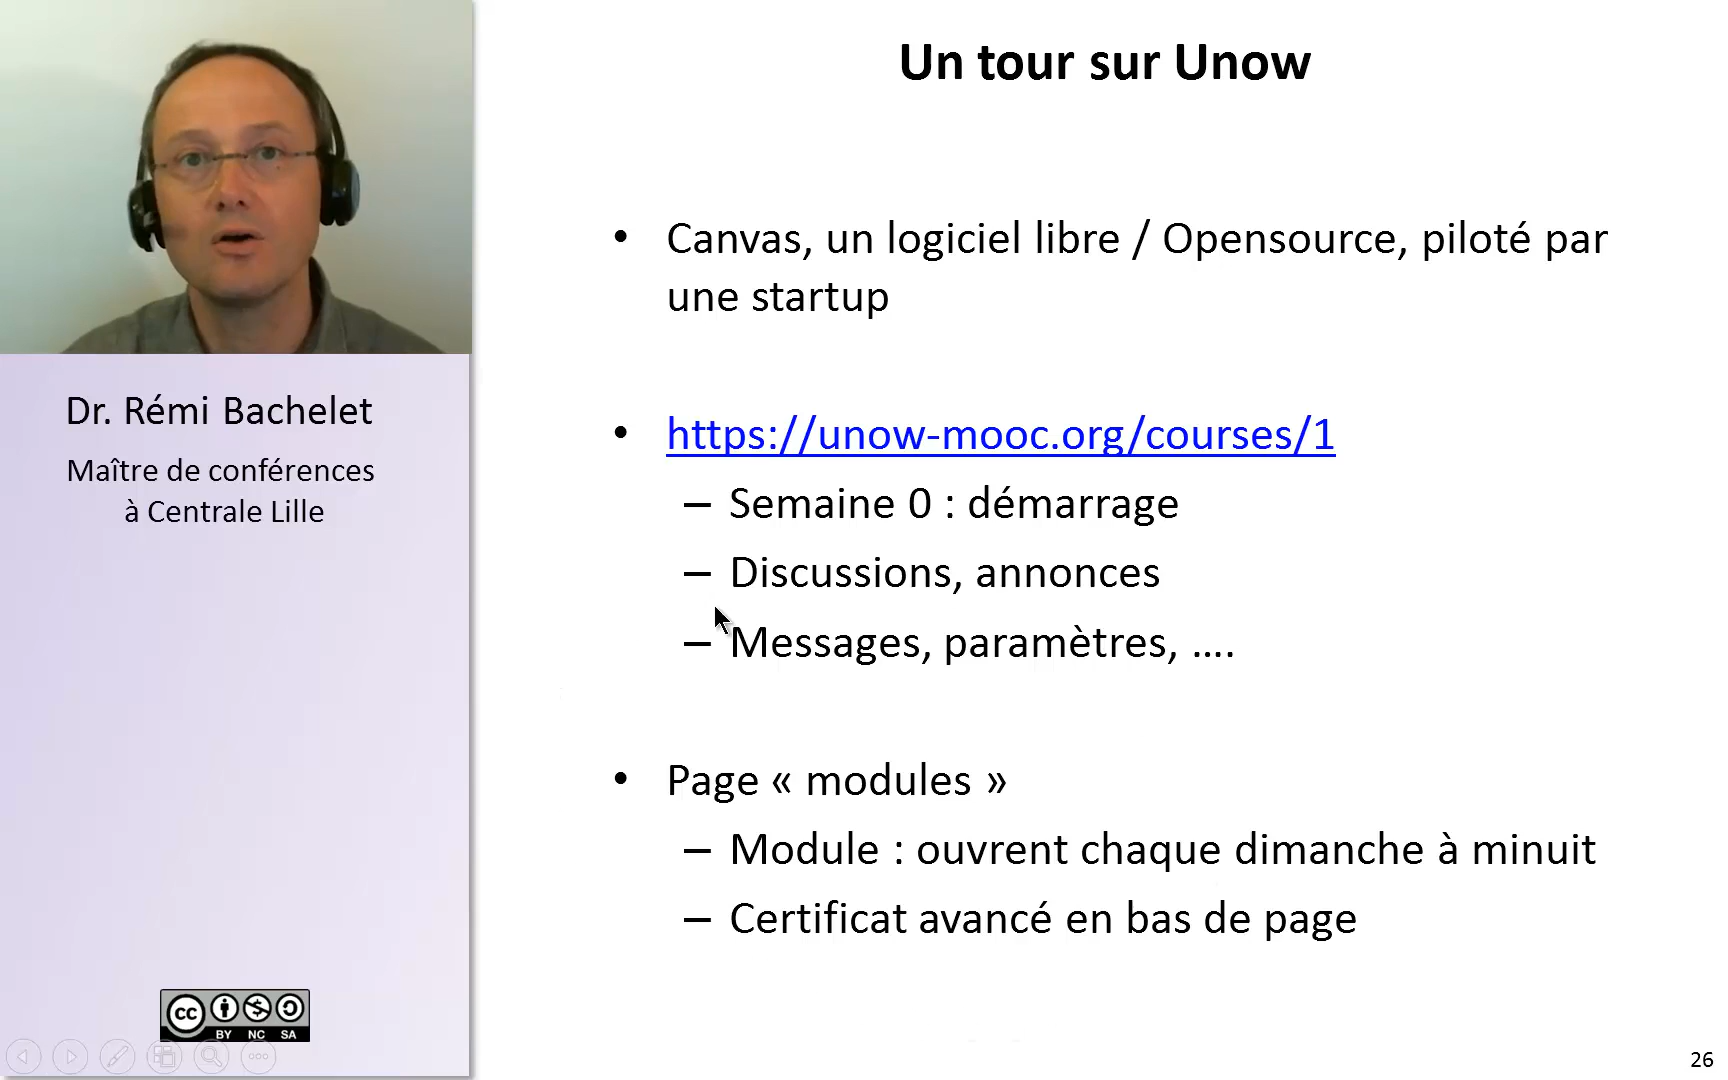 Un tour sur Unow
• Canvas, un logiciel libre / Opensource, piloté par
une startup
• https://unow-mooc.org/courses/1
– Semaine 0 : démarrage
– Discussions, annonces
– Messages, paramètres, ....
• Page « modules »
– Module : ouvrent chaque dimanche à minuit
– Certificat avancé en bas de page
Dr. Rémi Bachelet
Maître de conférences
à Centrale Lille
cc
BY NC SA
26